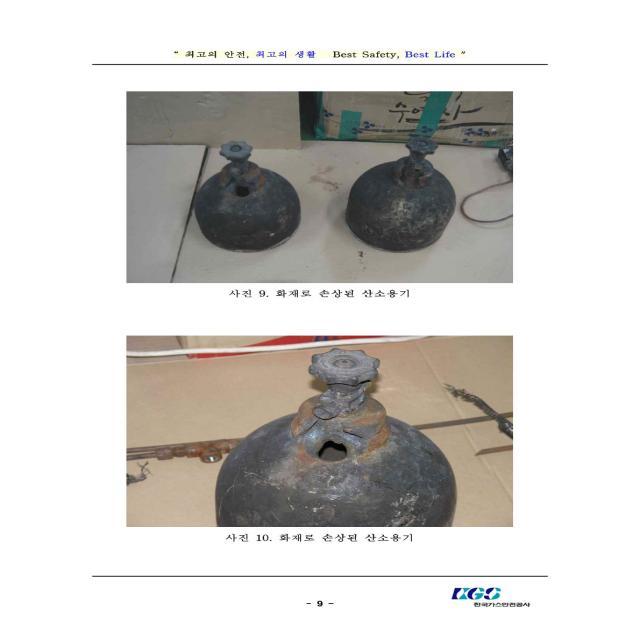 “ 최고의 안전, 최고의 생활   Best Safety, Best Life ”
사진 9. 화재로 손상된 산소용기
사진 10. 화재로 손상된 산소용기
- 9 -
KGS
한국가스안전공사